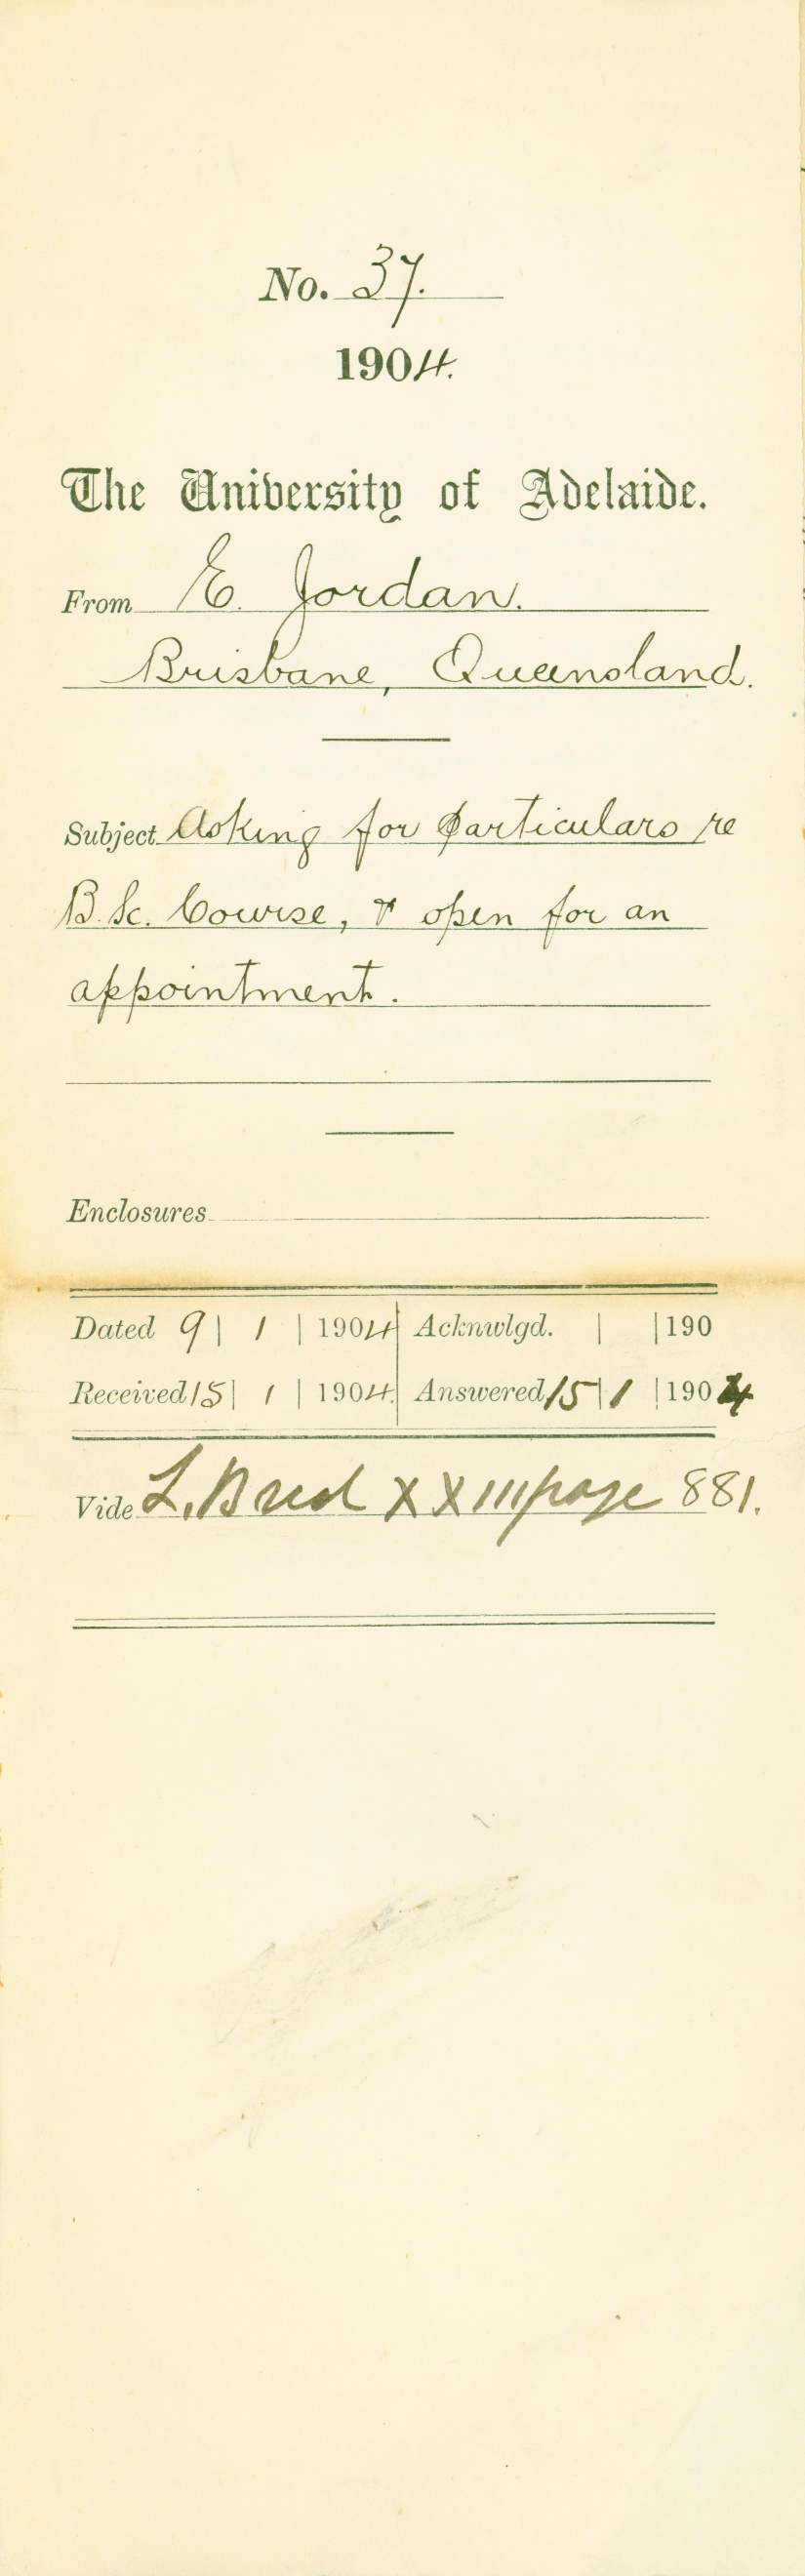 No. 37.
1904.
The University of Adelaide.
From E. Jordan.
Brisbane, Queensland.
Subject Asking for particulars re
B.Sc. Course, & open for an
appointment.
Enclosures
Dated 9 | 1 | 1904 Acknwlgd. | | 190
Received 15 | 1 | 1904. Answered 15 | 1 | 1904
Vide L. B XXIII page 881.